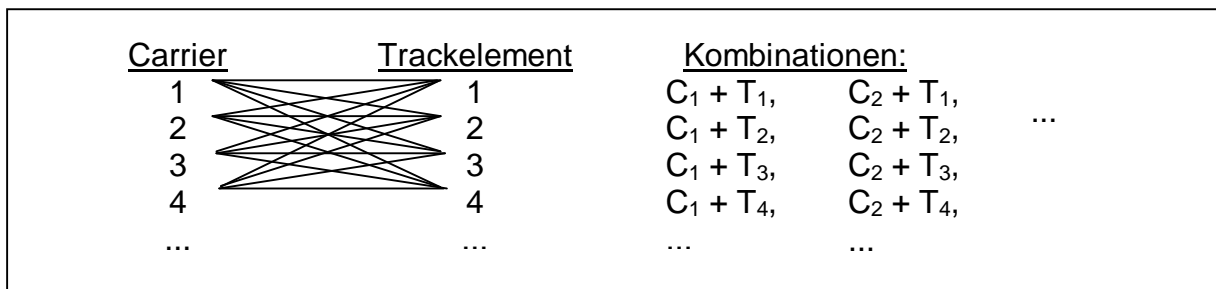 Carrier Trackelement Kombinationen:
1 1 C₁ + T₁, C₂ + T₁,
2 2 C₁ + T₂, C₂ + T₂, ...
3 3 C₁ + T₃, C₂ + T₃,
4 4 C₁ + T₄, C₂ + T₄,
... ... ... ...